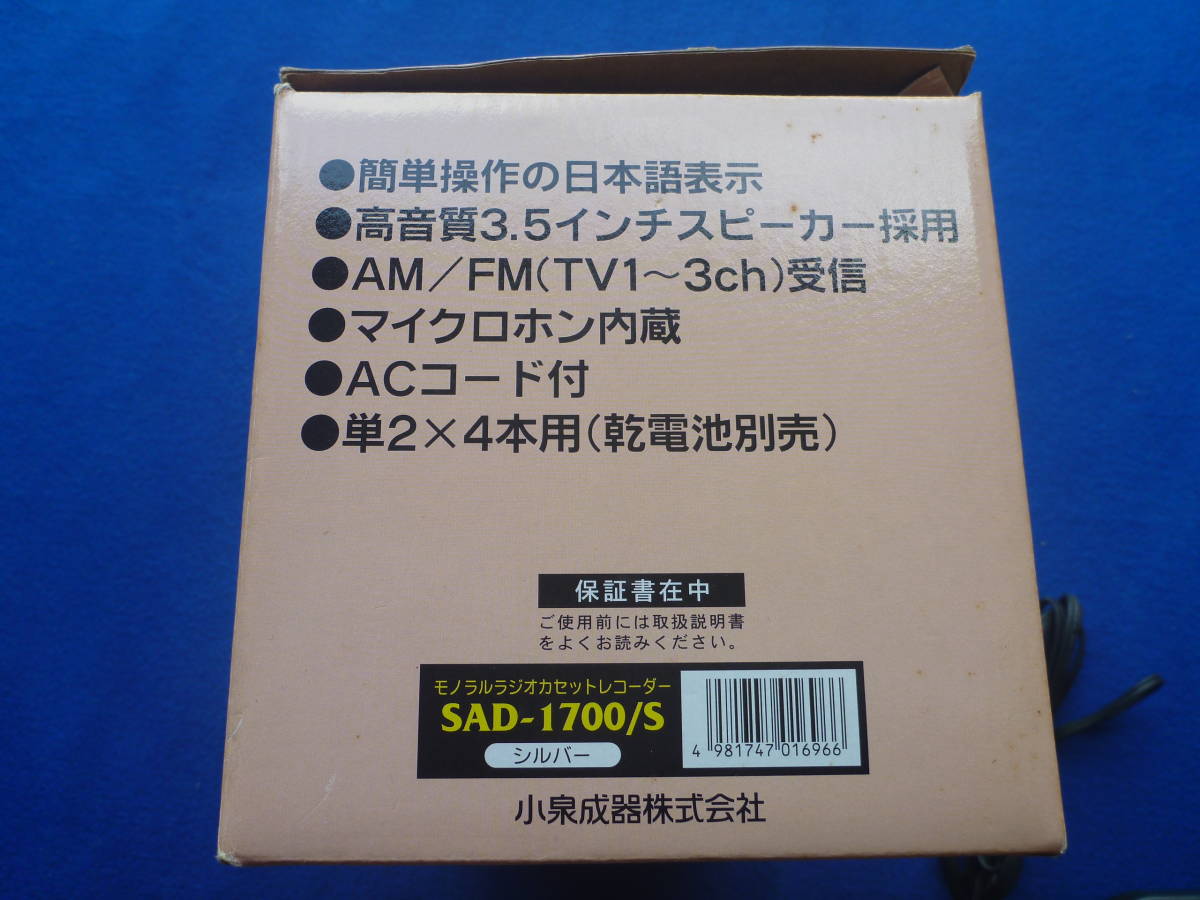 ●簡単操作の日本語表示
●高音質3.5インチスピーカー採用
●AM／FM(TV1～3ch)受信
●マイクロホン内蔵
●ACコード付
●単2×4本用(乾電池別売)
保証書在中
ご使用前には取扱説明書
をよくお読みください。
モノラルラジオカセットレコーダー
SAD-1700/S
シルバー
4 981747 016966
小泉成器株式会社